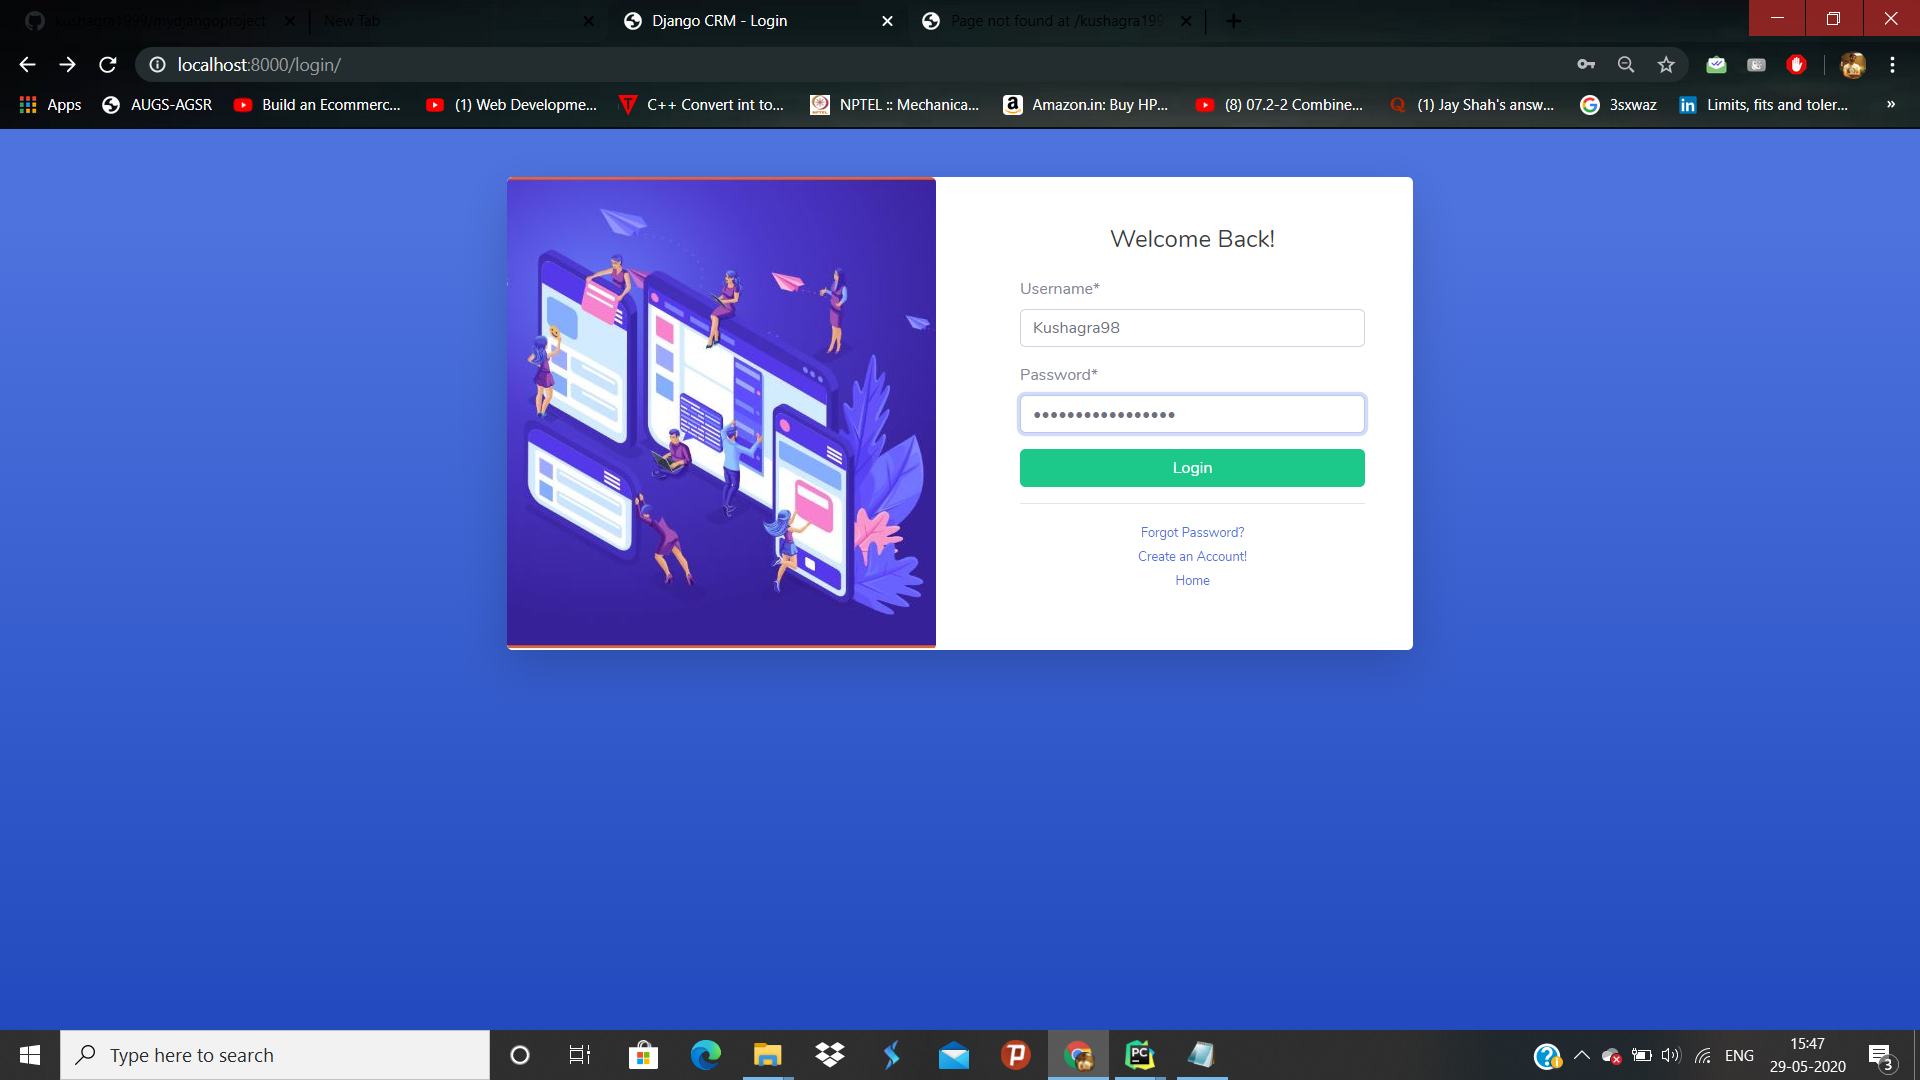 kushagra1999/mydjangoproject
New Tab
Django CRM - Login
Page not found at /kushagra199
localhost:8000/login/
Apps
AUGS-AGSR
Build an Ecommerc...
(1) Web Developme...
C++ Convert int to...
NPTEL :: Mechanica...
Amazon.in: Buy HP...
(8) 07.2-2 Combine...
(1) Jay Shah's answ...
3sxwaz
Limits, fits and toler...
»
Welcome Back!
Username*
Kushagra98
Password*
•••••••••••••••••
Login
Forgot Password?
Create an Account!
Home
Type here to search
ENG
15:47
29-05-2020
3